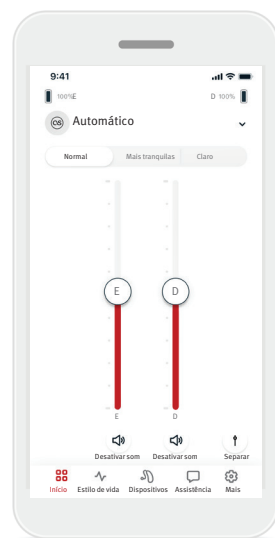 9:41
100%E
D 100%
Automático
Normal Mais tranquilas Claro
E D
E D
Desativar som Desativar som Separar
Início Estilo de vida Dispositivos Assistência Mais